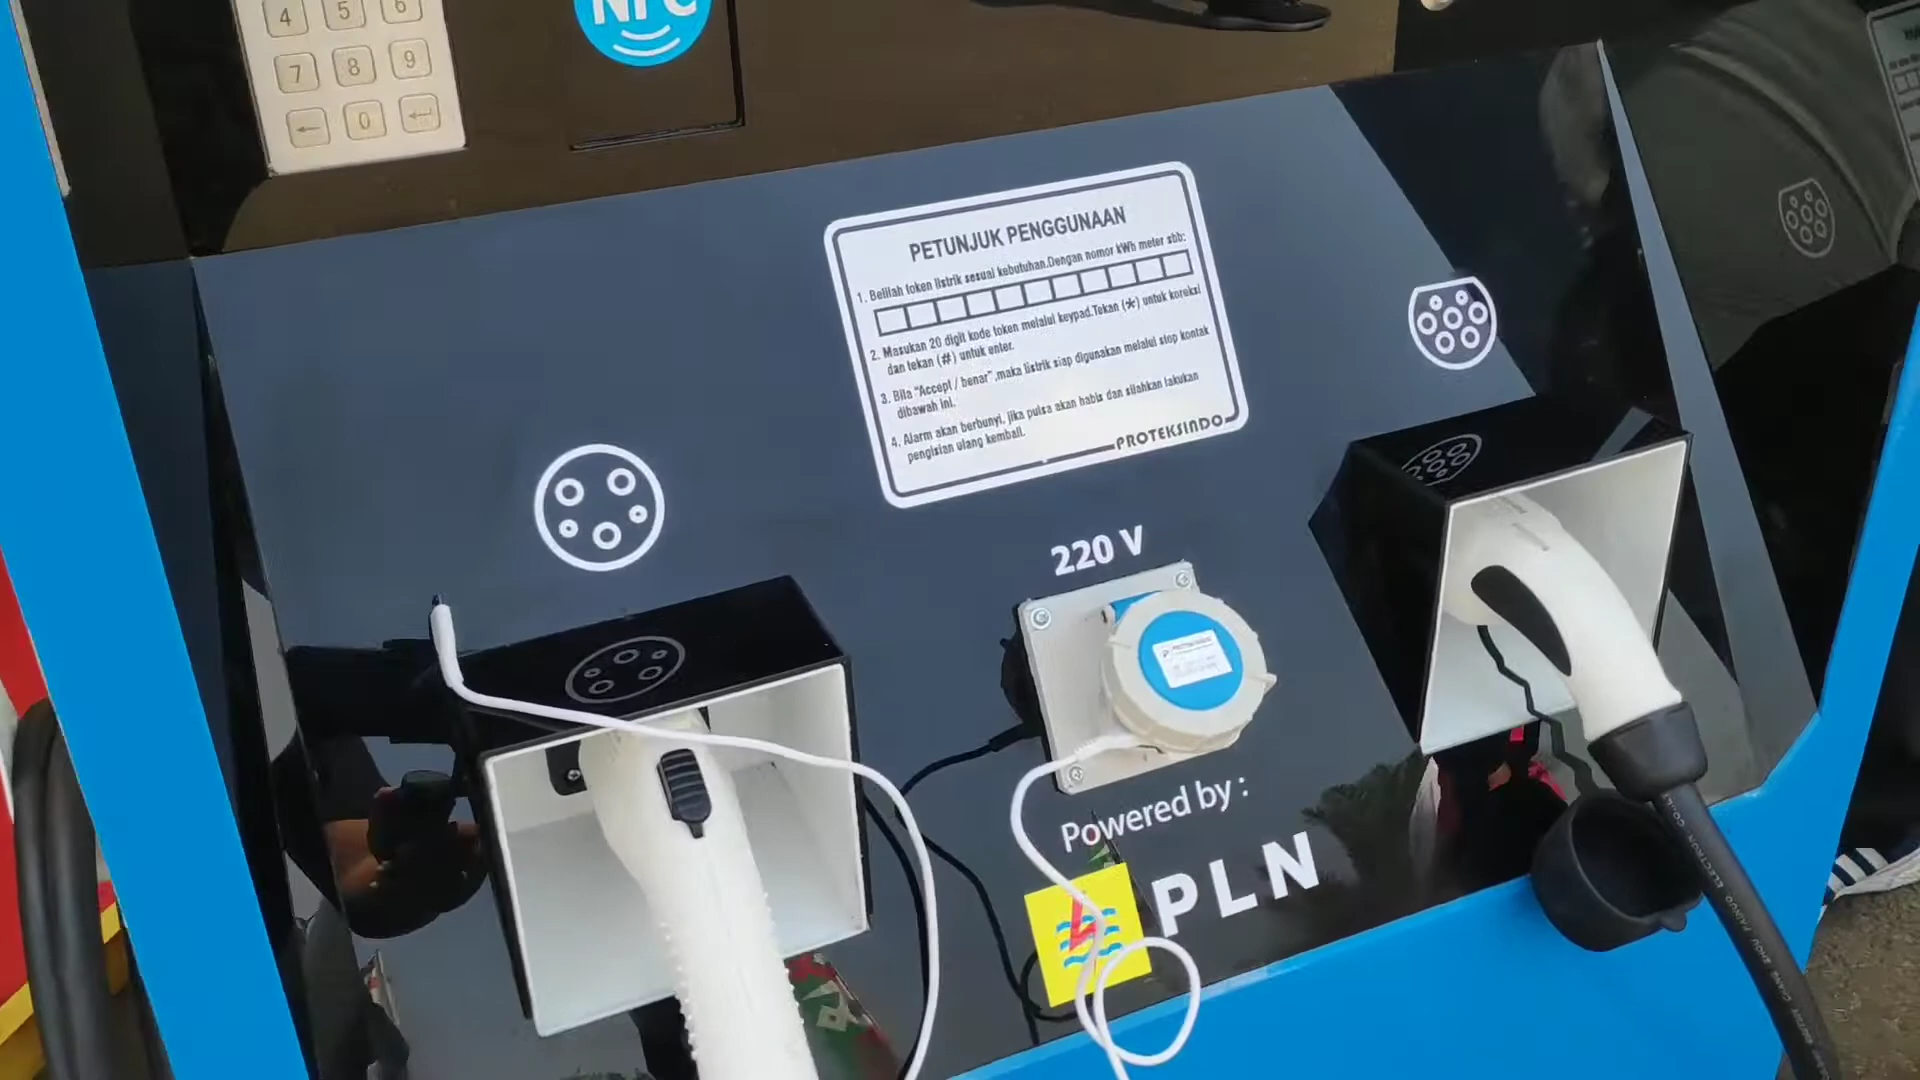 4 5 6
7 8 9
← 0 ↵
NFC
PETUNJUK PENGGUNAAN
1. Belilah token listrik sesuai kebutuhan.Dengan nomor kWh meter sbb:
2. Masukan 20 digit kode token melalui keypad.Tekan (*) untuk koreksi
dan tekan (#) untuk enter.
3. Bila "Accept / benar" ,maka listrik siap digunakan melalui stop kontak
dibawah ini.
4. Alarm akan berbunyi, jika pulsa akan habis dan silahkan lakukan
pengisian ulang kembali.
PROTEKSINDO
220 V
Powered by :
PLN